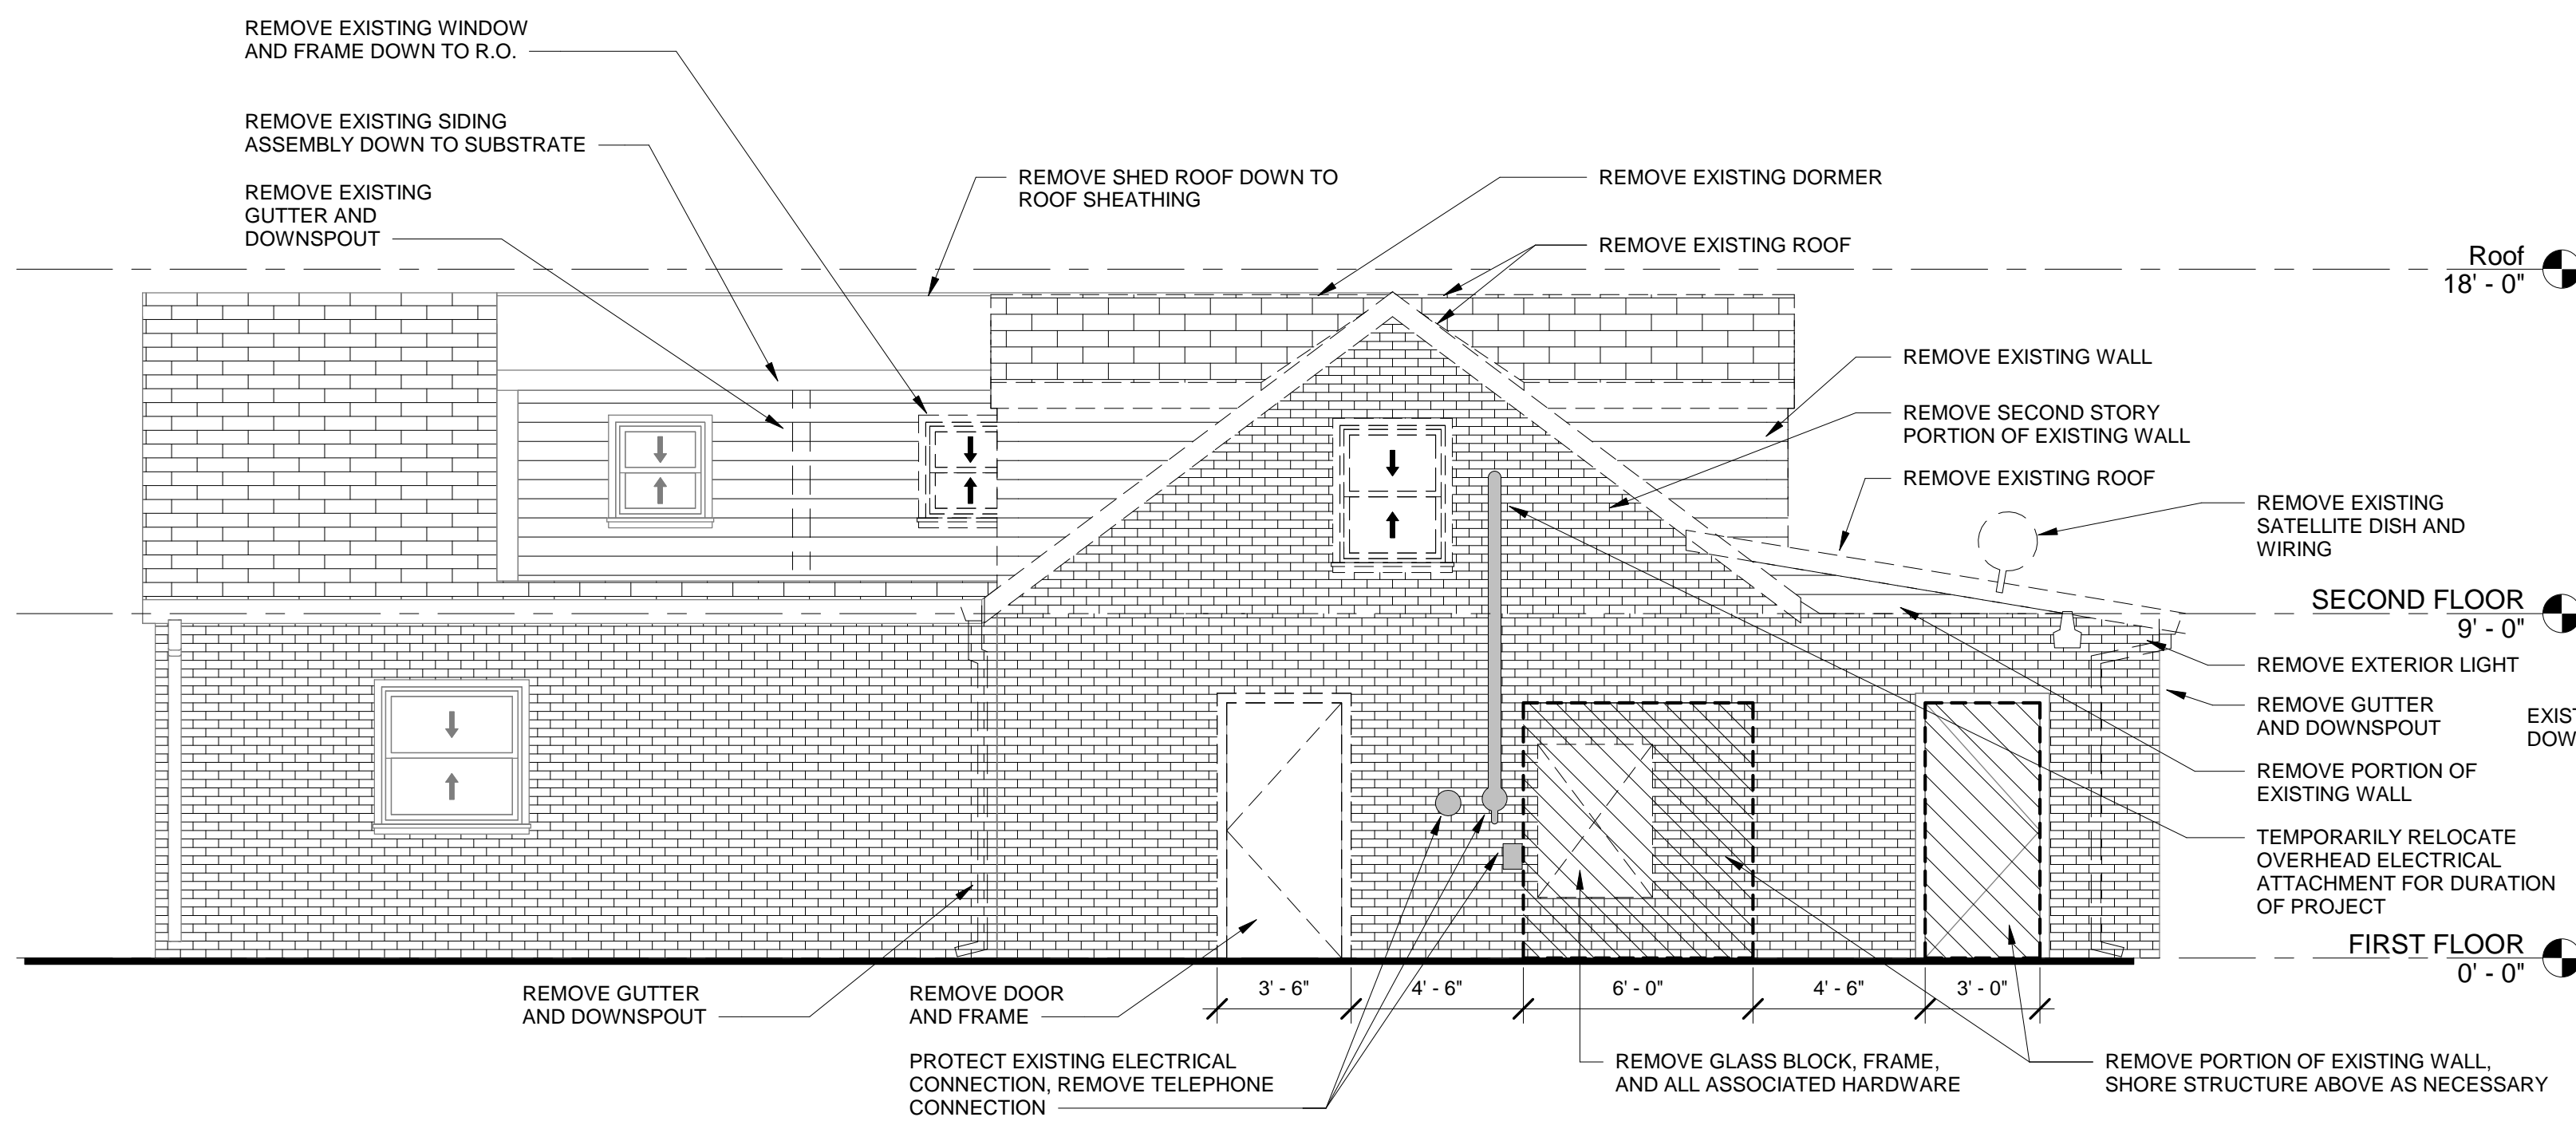 REMOVE EXISTING WINDOW
AND FRAME DOWN TO R.O.
REMOVE EXISTING SIDING
ASSEMBLY DOWN TO SUBSTRATE
REMOVE EXISTING
GUTTER AND
DOWNSPOUT
REMOVE SHED ROOF DOWN TO
ROOF SHEATHING
REMOVE EXISTING DORMER
REMOVE EXISTING ROOF
Roof
18' - 0"
REMOVE EXISTING WALL
REMOVE SECOND STORY
PORTION OF EXISTING WALL
REMOVE EXISTING ROOF
REMOVE EXISTING
SATELLITE DISH AND
WIRING
SECOND FLOOR
9' - 0"
REMOVE EXTERIOR LIGHT
REMOVE GUTTER
AND DOWNSPOUT
EXIST
DOW
REMOVE PORTION OF
EXISTING WALL
TEMPORARILY RELOCATE
OVERHEAD ELECTRICAL
ATTACHMENT FOR DURATION
OF PROJECT
FIRST FLOOR
0' - 0"
3' - 6"
4' - 6"
6' - 0"
4' - 6"
3' - 0"
REMOVE GUTTER
AND DOWNSPOUT
REMOVE DOOR
AND FRAME
PROTECT EXISTING ELECTRICAL
CONNECTION, REMOVE TELEPHONE
CONNECTION
REMOVE GLASS BLOCK, FRAME,
AND ALL ASSOCIATED HARDWARE
REMOVE PORTION OF EXISTING WALL,
SHORE STRUCTURE ABOVE AS NECESSARY